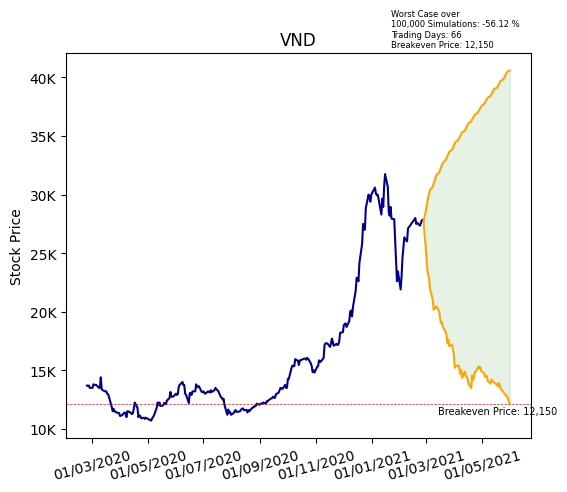 Worst Case over
100,000 Simulations: -56.12 %
Trading Days: 66
Breakeven Price: 12,150
VND
Stock Price
40K
35K
30K
25K
20K
15K
10K
Breakeven Price: 12,150
01/03/2020
01/05/2020
01/07/2020
01/09/2020
01/11/2020
01/01/2021
01/03/2021
01/05/2021